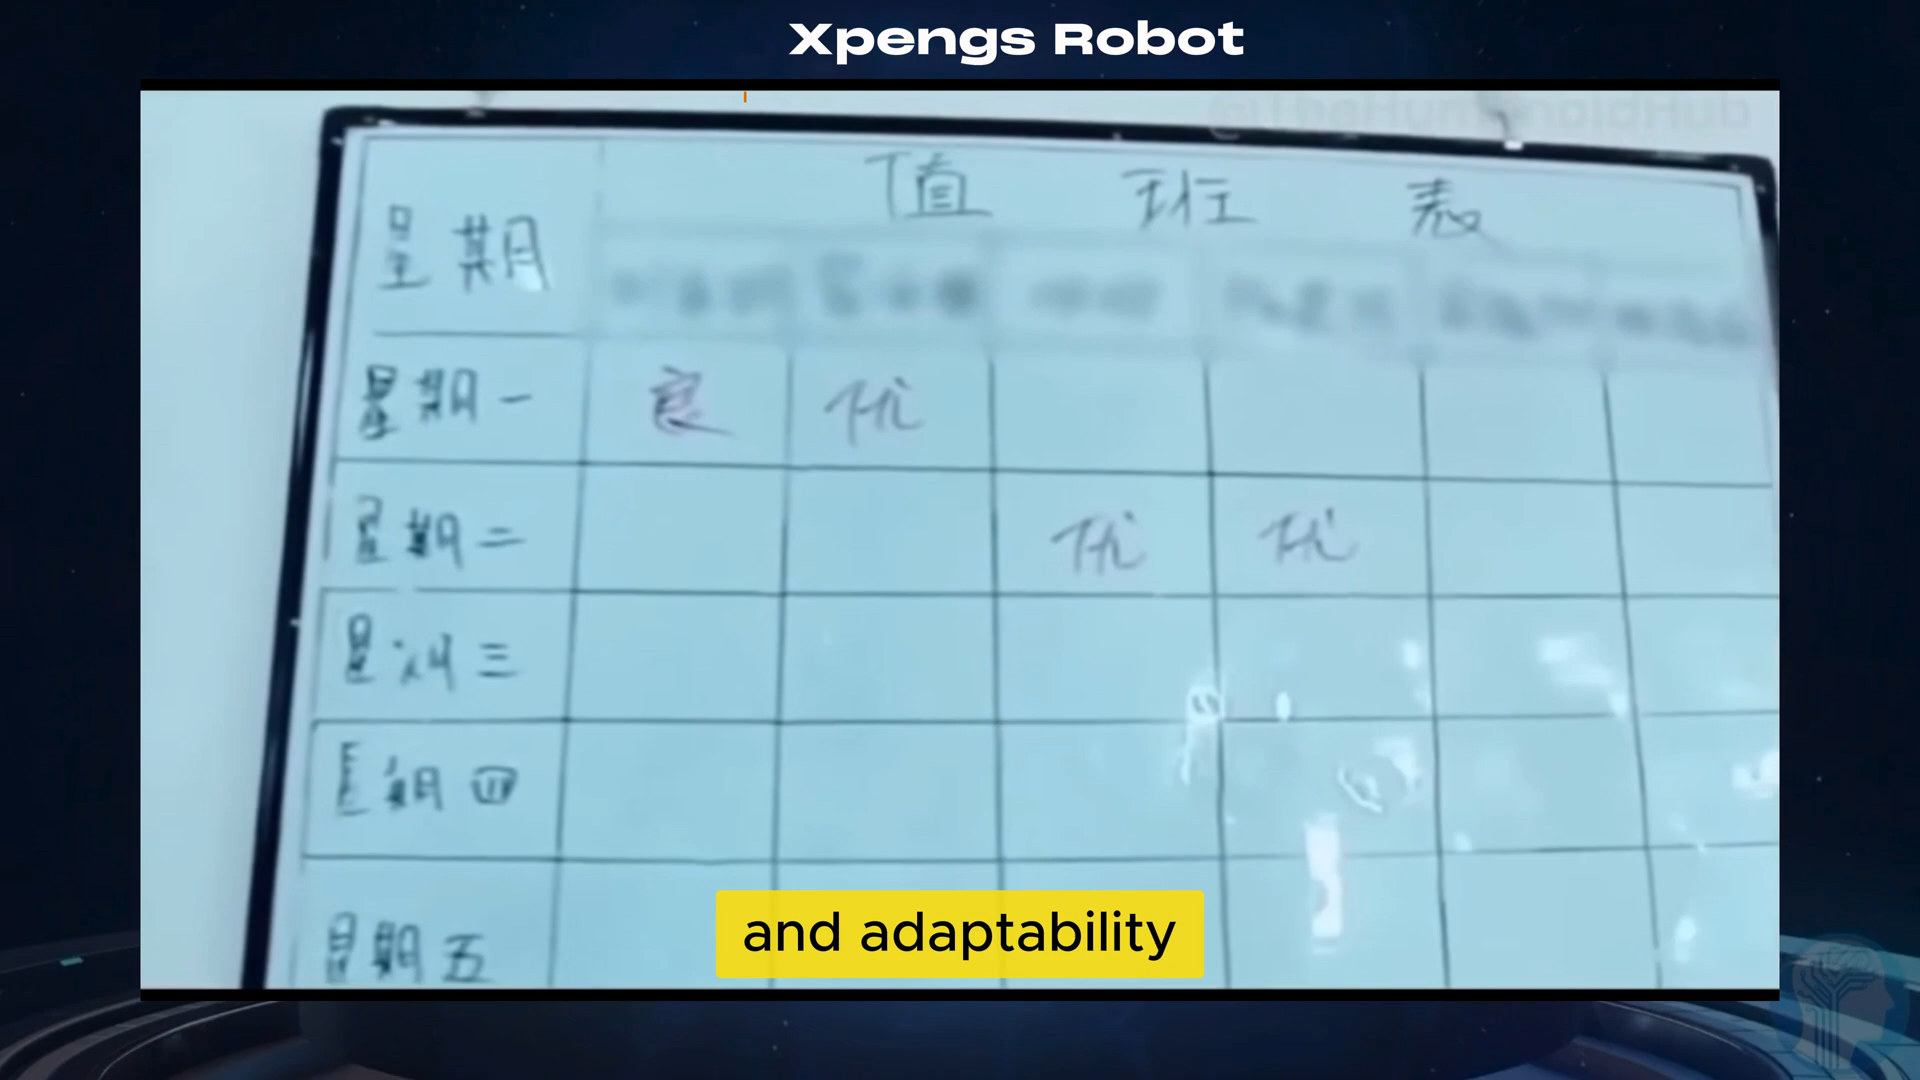 Xpengs Robot
@TheHumanoidHub
值 班 表
星期
星期一 良 优
星期二 优 优
星期三
星期四
星期五
and adaptability